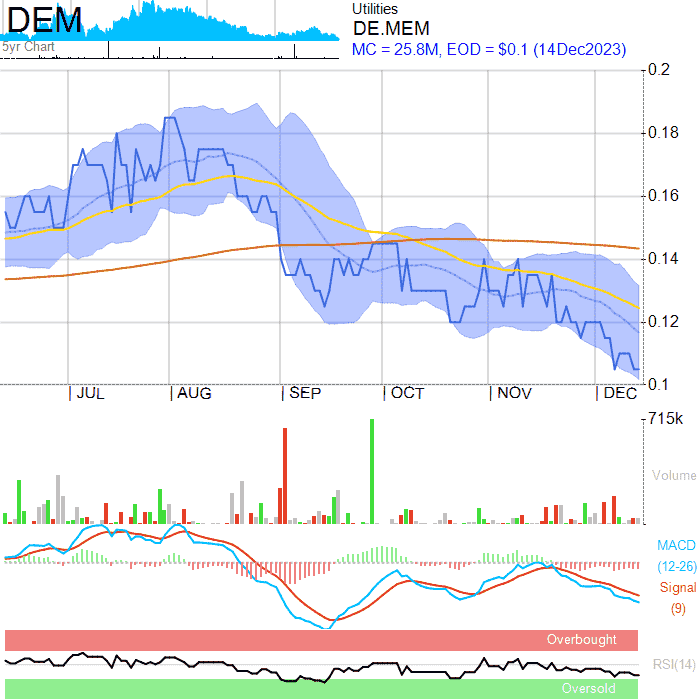 DEM
5yr Chart
Utilities
DE.MEM
MC = 25.8M, EOD = $0.1 (14Dec2023)
0.2
0.18
0.16
0.14
0.12
0.1
JUL AUG SEP OCT NOV DEC
715k
Volume
MACD
(12-26)
Signal
(9)
Overbought
RSI(14)
Oversold